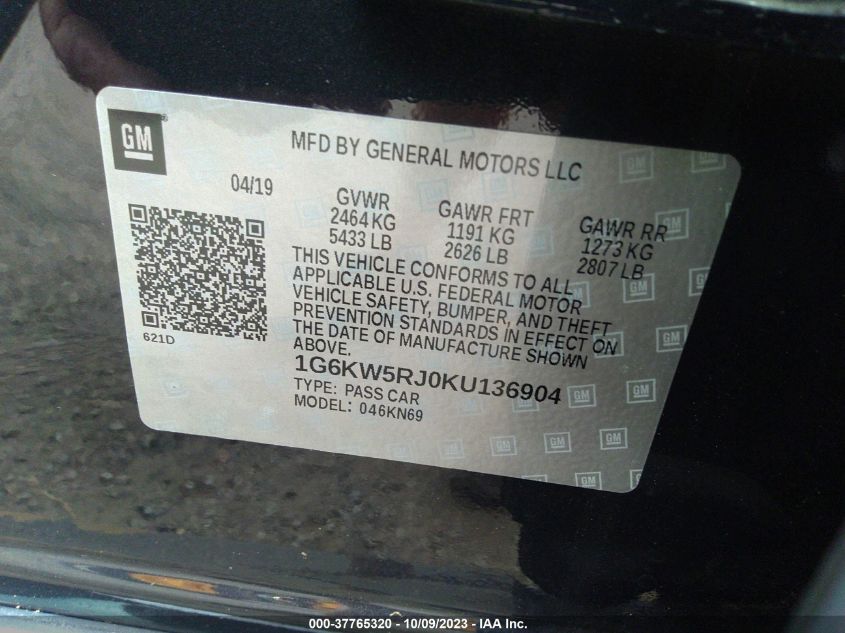 GM
MFD BY GENERAL MOTORS LLC
04/19
GVWR
2464 KG
5433 LB
GAWR FRT
1191 KG
2626 LB
GAWR RR
1273 KG
2807 LB
THIS VEHICLE CONFORMS TO ALL
APPLICABLE U.S. FEDERAL MOTOR
VEHICLE SAFETY, BUMPER, AND THEFT
PREVENTION STANDARDS IN EFFECT ON
THE DATE OF MANUFACTURE SHOWN
ABOVE.
621D
1G6KW5RJ0KU136904
TYPE: PASS CAR
MODEL: 046KN69
000-37765320 - 10/09/2023 - IAA Inc.